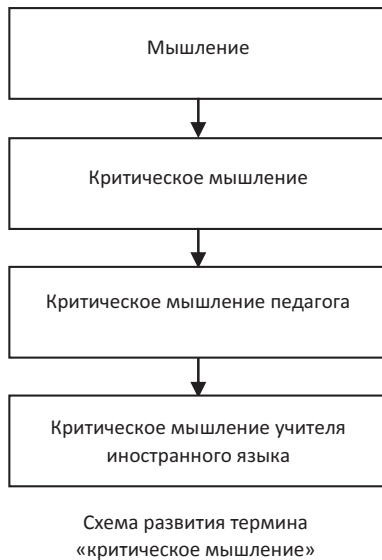 Мышление
Критическое мышление
Критическое мышление педагога
Критическое мышление учителя
иностранного языка
Схема развития термина
«критическое мышление»